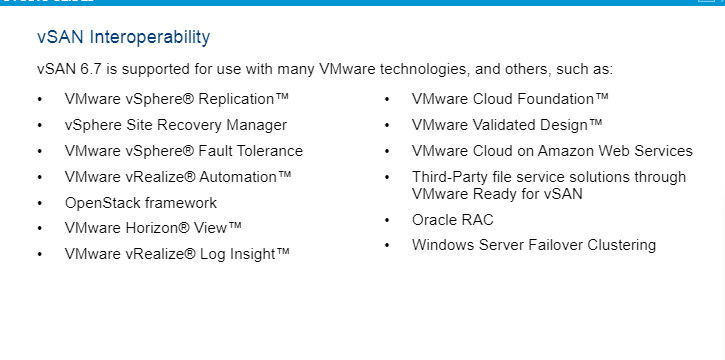 vSAN Interoperability
vSAN 6.7 is supported for use with many VMware technologies, and others, such as:
• VMware vSphere® Replication™
• vSphere Site Recovery Manager
• VMware vSphere® Fault Tolerance
• VMware vRealize® Automation™
• OpenStack framework
• VMware Horizon® View™
• VMware vRealize® Log Insight™
• VMware Cloud Foundation™
• VMware Validated Design™
• VMware Cloud on Amazon Web Services
• Third-Party file service solutions through
VMware Ready for vSAN
• Oracle RAC
• Windows Server Failover Clustering